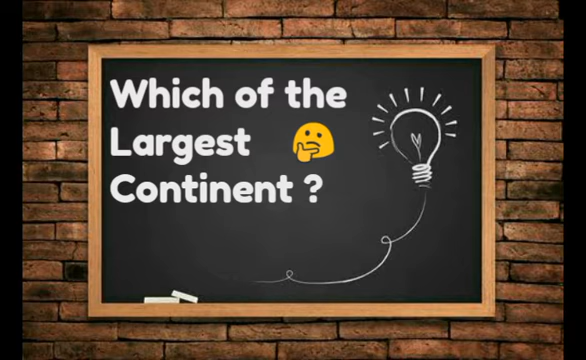 Which of the
Largest 🤔
Continent ?